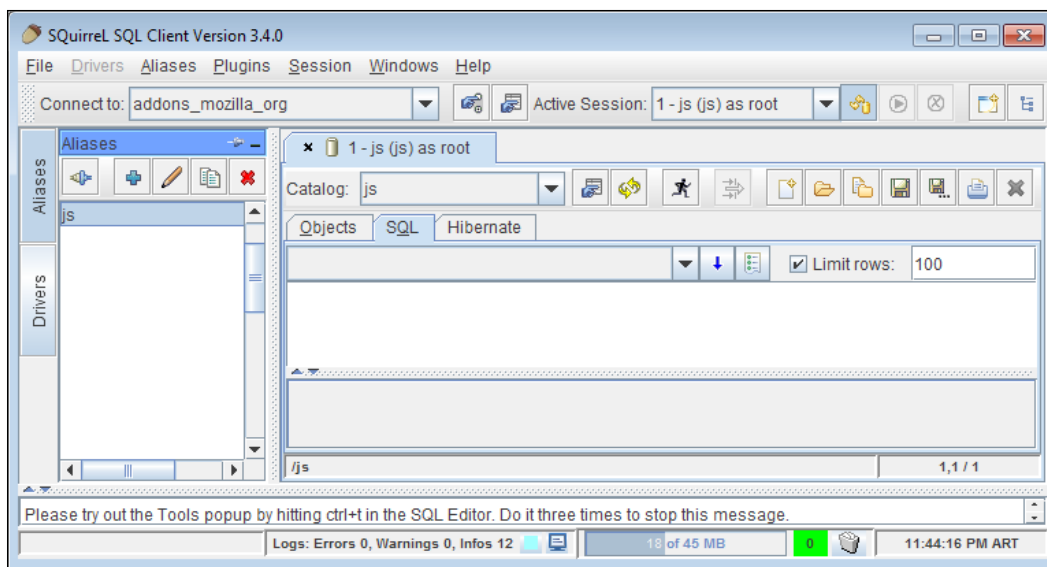 SQuirreL SQL Client Version 3.4.0
File Drivers Aliases Plugins Session Windows Help
Connect to: addons_mozilla_org Active Session: 1 - js (js) as root
Aliases
Drivers
Aliases
js
1 - js (js) as root
Catalog: js
Objects SQL Hibernate
Limit rows: 100
/js 1,1 / 1
Please try out the Tools popup by hitting ctrl+t in the SQL Editor. Do it three times to stop this message.
Logs: Errors 0, Warnings 0, Infos 12 18 of 45 MB 0 11:44:16 PM ART